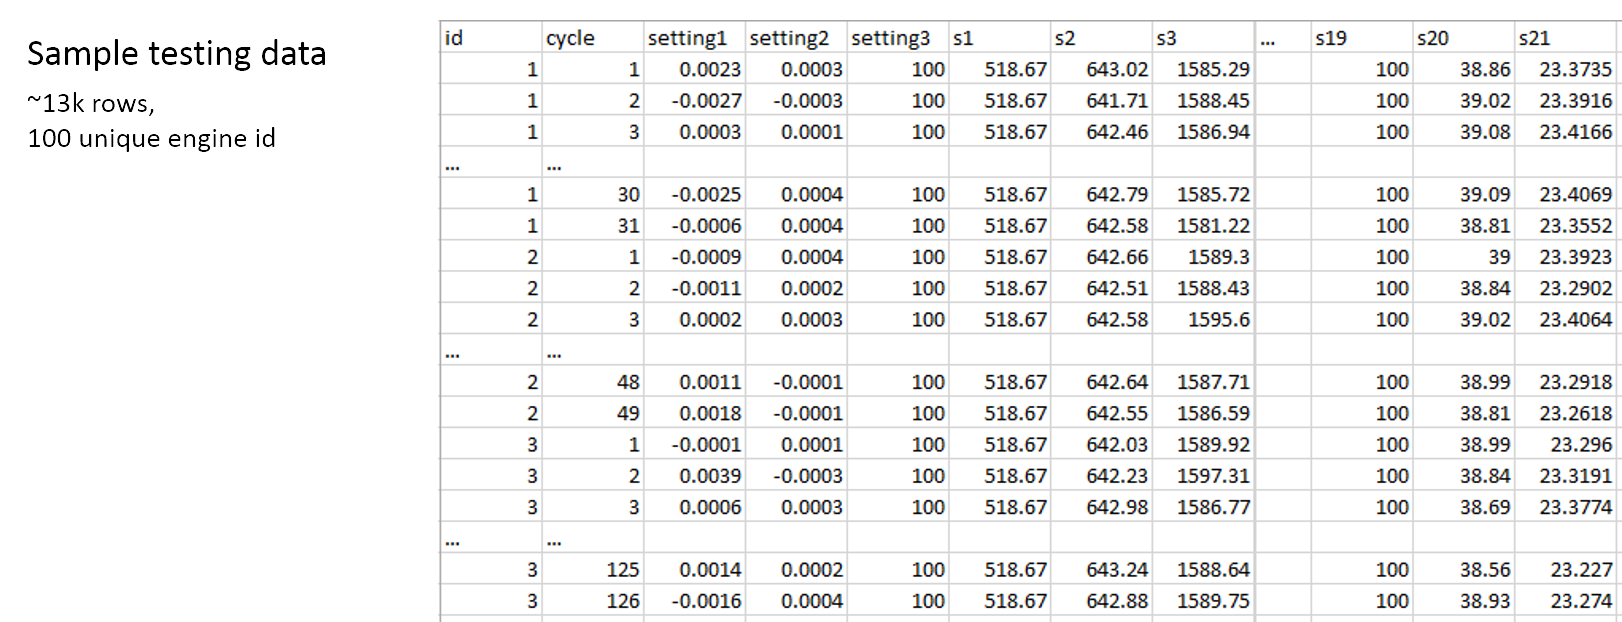 Sample testing data
~13k rows,
100 unique engine id
id cycle setting1 setting2 setting3 s1 s2 s3 ... s19 s20 s21
1 1 0.0023 0.0003 100 518.67 643.02 1585.29 100 38.86 23.3735
1 2 -0.0027 -0.0003 100 518.67 641.71 1588.45 100 39.02 23.3916
1 3 0.0003 0.0001 100 518.67 642.46 1586.94 100 39.08 23.4166
... ...
1 30 -0.0025 0.0004 100 518.67 642.79 1585.72 100 39.09 23.4069
1 31 -0.0006 0.0004 100 518.67 642.58 1581.22 100 38.81 23.3552
2 1 -0.0009 0.0004 100 518.67 642.66 1589.3 100 39 23.3923
2 2 -0.0011 0.0002 100 518.67 642.51 1588.43 100 38.84 23.2902
2 3 0.0002 0.0003 100 518.67 642.58 1595.6 100 39.02 23.4064
... ...
2 48 0.0011 -0.0001 100 518.67 642.64 1587.71 100 38.99 23.2918
2 49 0.0018 -0.0001 100 518.67 642.55 1586.59 100 38.81 23.2618
3 1 -0.0001 0.0001 100 518.67 642.03 1589.92 100 38.99 23.296
3 2 0.0039 -0.0003 100 518.67 642.23 1597.31 100 38.84 23.3191
3 3 0.0006 0.0003 100 518.67 642.98 1586.77 100 38.69 23.3774
... ...
3 125 0.0014 0.0002 100 518.67 643.24 1588.64 100 38.56 23.227
3 126 -0.0016 0.0004 100 518.67 642.88 1589.75 100 38.93 23.274